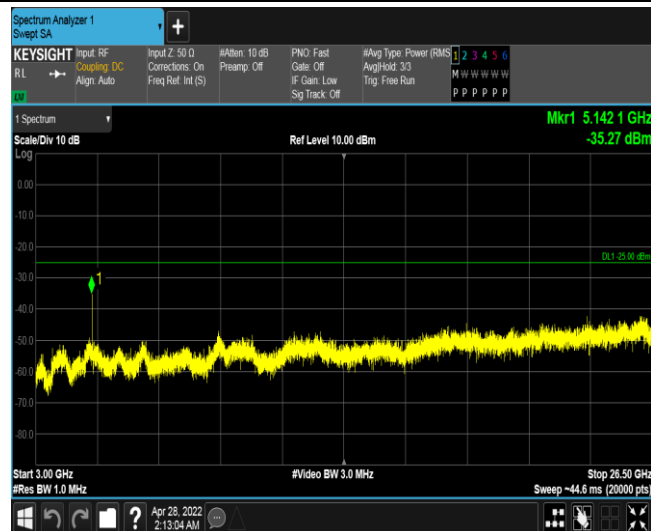 Spectrum Analyzer 1
Swept SA
KEYSIGHT
RL
Input: RF
Coupling: DC
Align: Auto
Input Z: 50 Ω
Corrections: On
Freq Ref: Int (S)
#Atten: 10 dB
Preamp: Off
PNO: Fast
Gate: Off
IF Gain: Low
Sig Track: Off
#Avg Type: Power (RMS
Avg|Hold: 3/3
Trig: Free Run
1 2 3 4 5 6
M W W W W W
P P P P P P
1 Spectrum
Scale/Div 10 dB
Ref Level 10.00 dBm
Mkr1 5.142 1 GHz
-35.27 dBm
Log
0.00
-10.0
-20.0
DL1 -25.00 dBm
-30.0
1
-40.0
-50.0
-60.0
-70.0
-80.0
Start 3.00 GHz
#Res BW 1.0 MHz
#Video BW 3.0 MHz
Stop 26.50 GHz
Sweep ~44.6 ms (20000 pts)
?
Apr 28, 2022
2:13:04 AM